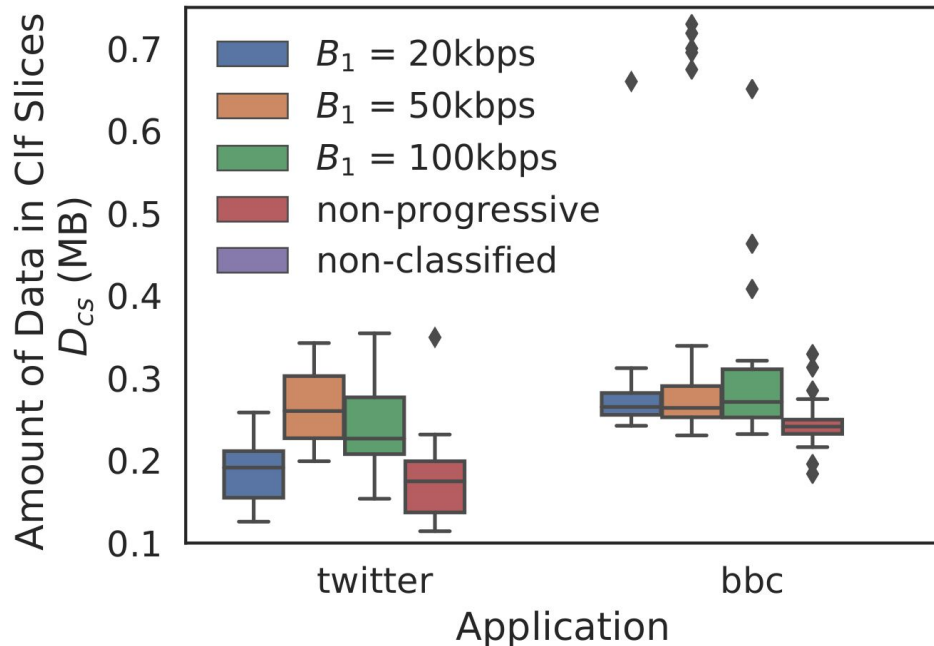 Amount of Data in Clf Slices
D_cs (MB)
0.7
0.6
0.5
0.4
0.3
0.2
0.1
B_1 = 20kbps
B_1 = 50kbps
B_1 = 100kbps
non-progressive
non-classified
twitter
bbc
Application